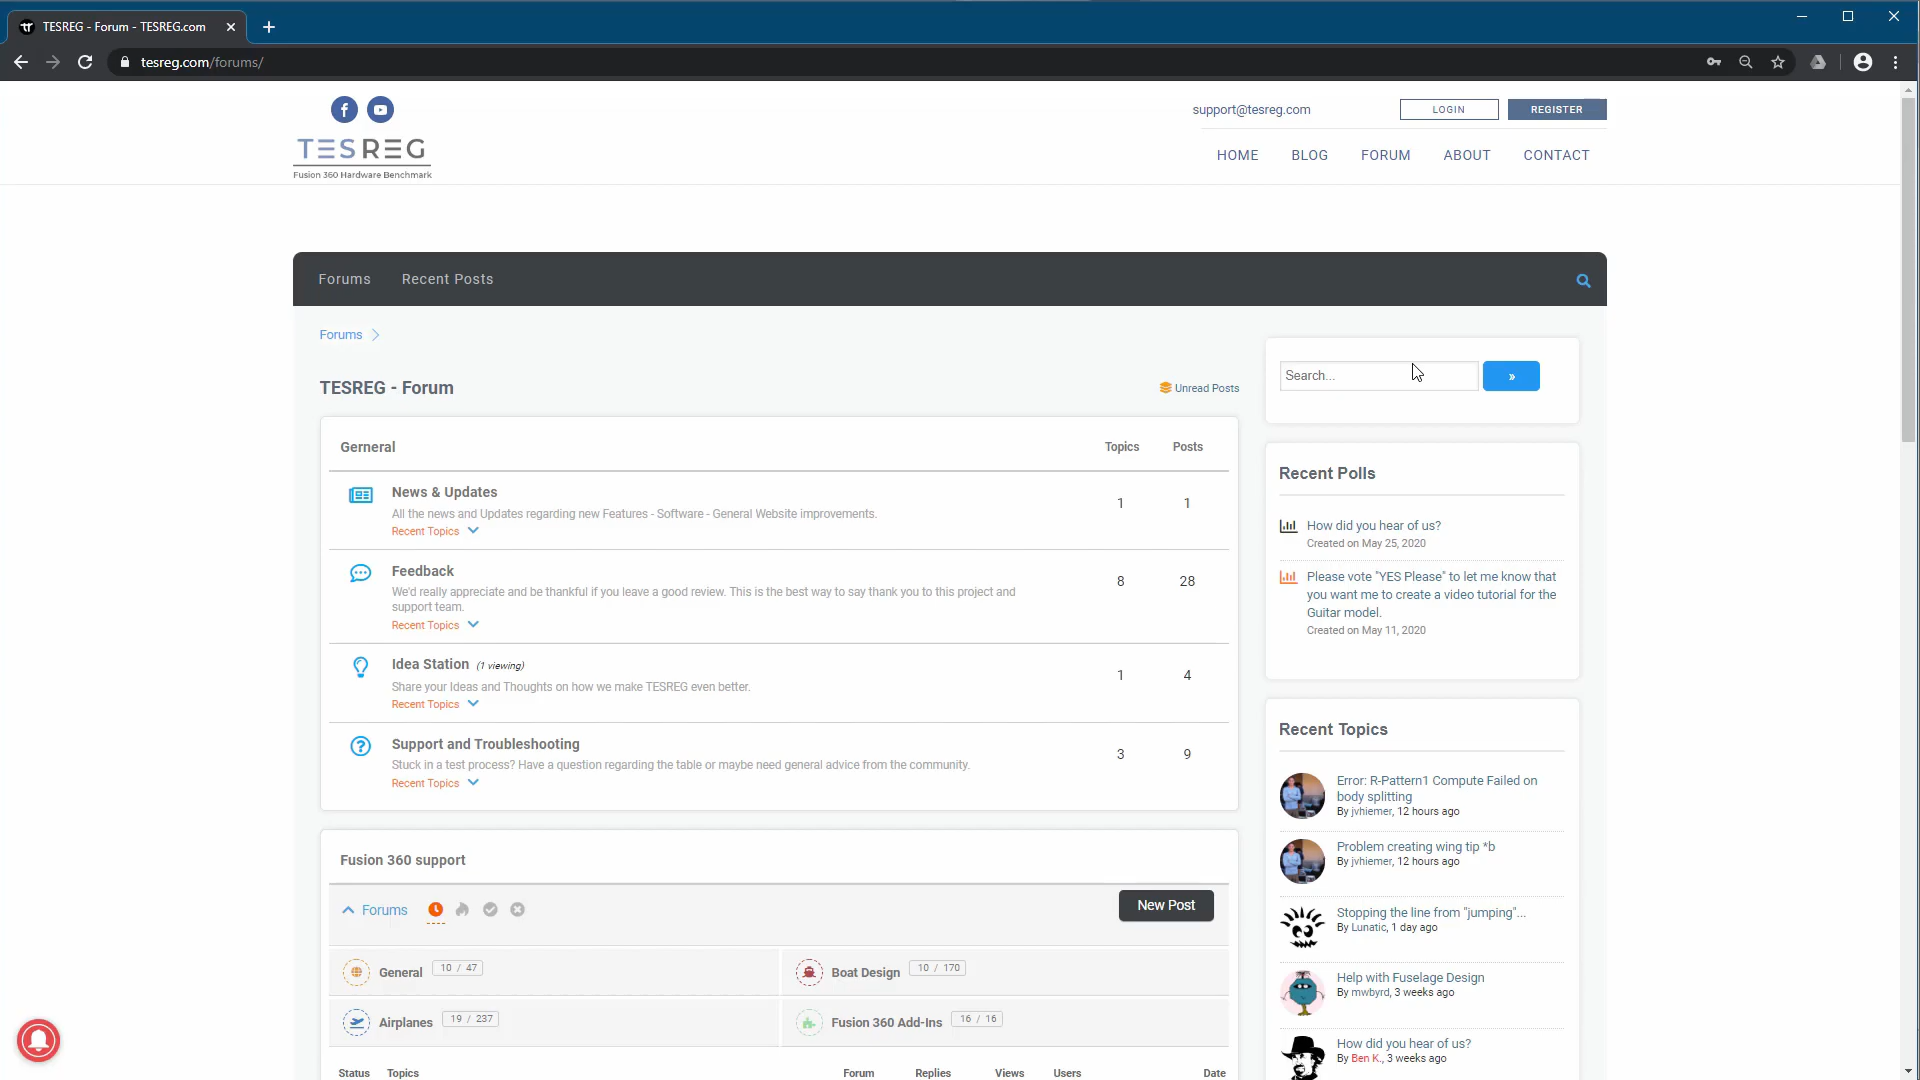 TESREG - Forum - TESREG.com
tesreg.com/forums/
support@tesreg.com
LOGIN
REGISTER
TESREG
Fusion 360 Hardware Benchmark
HOME
BLOG
FORUM
ABOUT
CONTACT
Forums
Recent Posts
Forums
TESREG - Forum
Unread Posts
Gerneral
Topics
Posts
News & Updates
All the news and Updates regarding new Features - Software - General Website improvements.
Recent Topics
1
1
Feedback
We'd really appreciate and be thankful if you leave a good review. This is the best way to say thank you to this project and
support team.
Recent Topics
8
28
Idea Station (1 viewing)
Share your Ideas and Thoughts on how we make TESREG even better.
Recent Topics
1
4
Support and Troubleshooting
Stuck in a test process? Have a question regarding the table or maybe need general advice from the community.
Recent Topics
3
9
Fusion 360 support
Forums
New Post
General 10 / 47
Boat Design 10 / 170
Airplanes 19 / 237
Fusion 360 Add-Ins 16 / 16
Status
Topics
Forum
Replies
Views
Users
Date
Search...
»
Recent Polls
How did you hear of us?
Created on May 25, 2020
Please vote "YES Please" to let me know that
you want me to create a video tutorial for the
Guitar model.
Created on May 11, 2020
Recent Topics
Error: R-Pattern1 Compute Failed on
body splitting
By jvhiemer, 12 hours ago
Problem creating wing tip *b
By jvhiemer, 12 hours ago
Stopping the line from "jumping"...
By Lunatic, 1 day ago
Help with Fuselage Design
By mwbyrd, 3 weeks ago
How did you hear of us?
By Ben K., 3 weeks ago